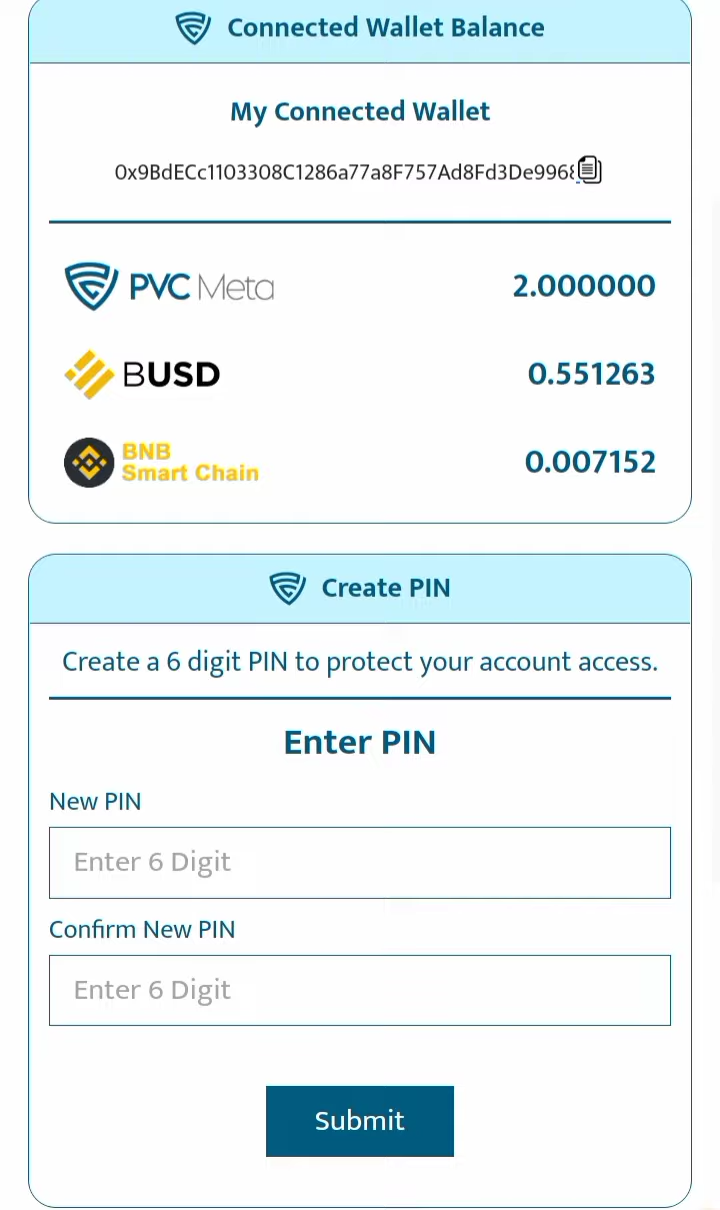 Connected Wallet Balance
My Connected Wallet
0x9BdECc1103308C1286a77a8F757Ad8Fd3De996
PVC Meta 2.000000
BUSD 0.551263
BNB
Smart Chain 0.007152
Create PIN
Create a 6 digit PIN to protect your account access.
Enter PIN
New PIN
Enter 6 Digit
Confirm New PIN
Enter 6 Digit
Submit